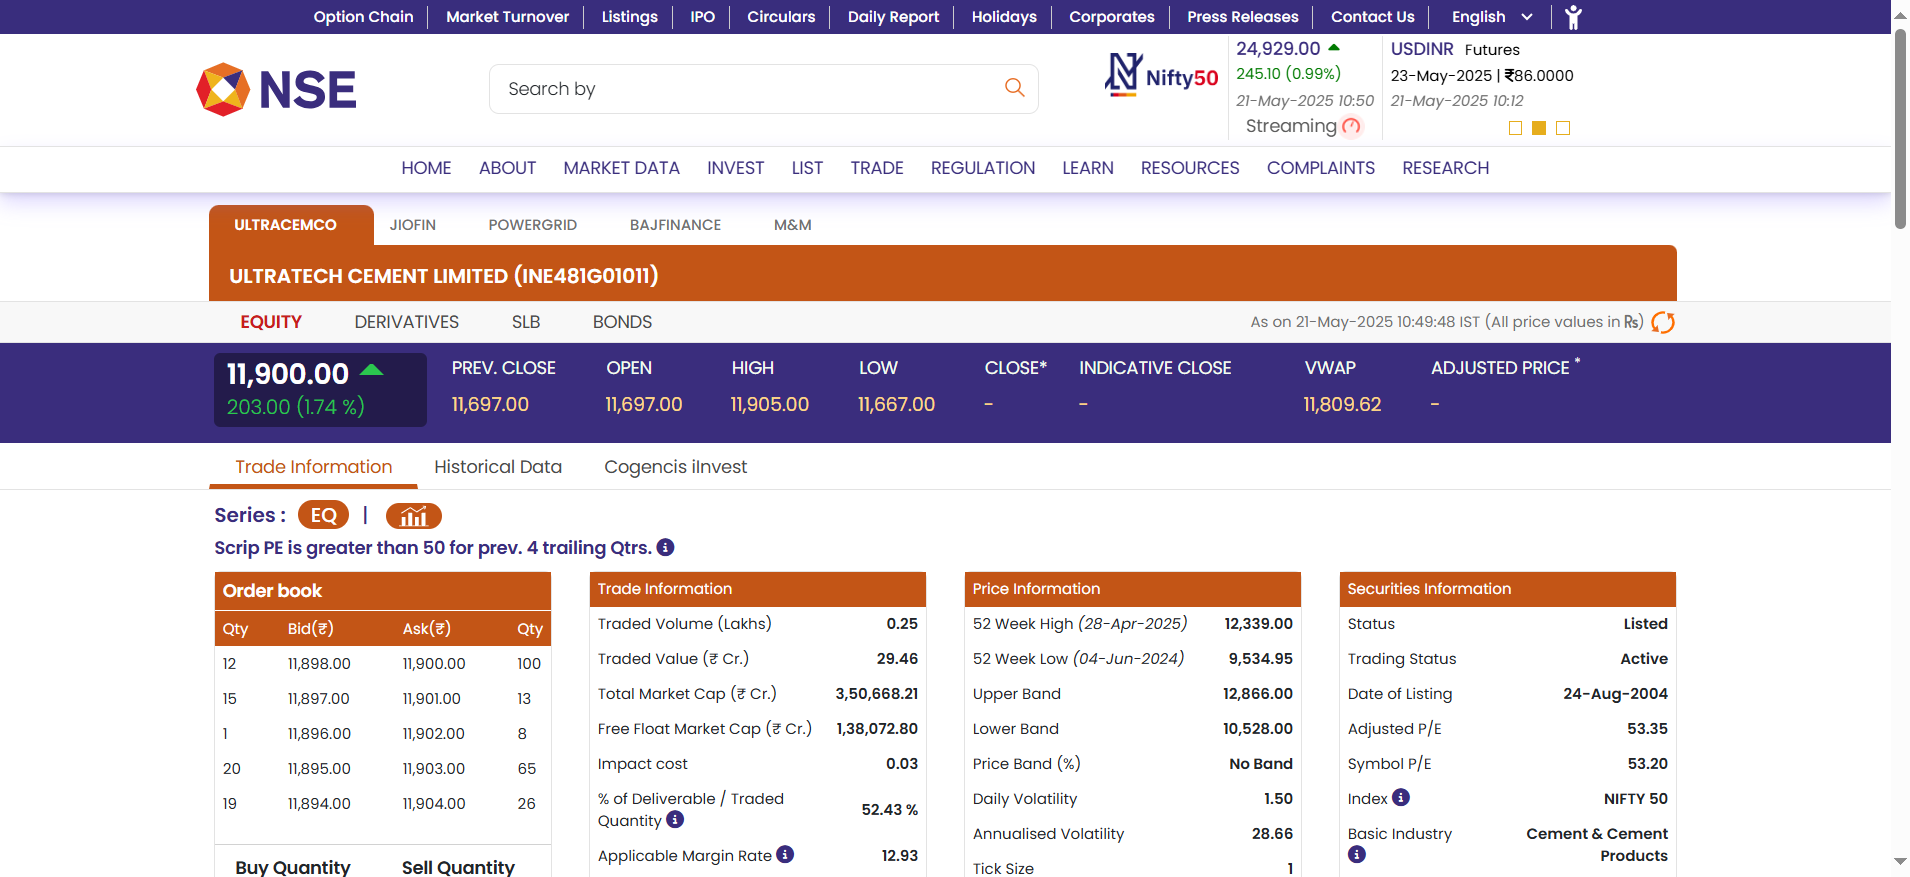 Option Chain Market Turnover Listings IPO Circulars Daily Report Holidays Corporates Press Releases Contact Us English
NSE
Search by
Nifty50
24,929.00
245.10 (0.99%)
21-May-2025 10:50
Streaming
USDINR Futures
23-May-2025 | ₹86.0000
21-May-2025 10:12
HOME ABOUT MARKET DATA INVEST LIST TRADE REGULATION LEARN RESOURCES COMPLAINTS RESEARCH
ULTRACEMCO JIOFIN POWERGRID BAJFINANCE M&M
ULTRATECH CEMENT LIMITED (INE481G01011)
EQUITY DERIVATIVES SLB BONDS As on 21-May-2025 10:49:48 IST (All price values in ₨)
11,900.00
203.00 (1.74 %)
PREV. CLOSE OPEN HIGH LOW CLOSE* INDICATIVE CLOSE VWAP ADJUSTED PRICE *
11,697.00 11,697.00 11,905.00 11,667.00 - - 11,809.62 -
Trade Information Historical Data Cogencis iInvest
Series : EQ |
Scrip PE is greater than 50 for prev. 4 trailing Qtrs.
Order book
Qty Bid(₹) Ask(₹) Qty
12 11,898.00 11,900.00 100
15 11,897.00 11,901.00 13
1 11,896.00 11,902.00 8
20 11,895.00 11,903.00 65
19 11,894.00 11,904.00 26
Buy Quantity Sell Quantity
Trade Information
Traded Volume (Lakhs) 0.25
Traded Value (₹ Cr.) 29.46
Total Market Cap (₹ Cr.) 3,50,668.21
Free Float Market Cap (₹ Cr.) 1,38,072.80
Impact cost 0.03
% of Deliverable / Traded
Quantity 52.43 %
Applicable Margin Rate 12.93
Price Information
52 Week High (28-Apr-2025) 12,339.00
52 Week Low (04-Jun-2024) 9,534.95
Upper Band 12,866.00
Lower Band 10,528.00
Price Band (%) No Band
Daily Volatility 1.50
Annualised Volatility 28.66
Tick Size 1
Securities Information
Status Listed
Trading Status Active
Date of Listing 24-Aug-2004
Adjusted P/E 53.35
Symbol P/E 53.20
Index NIFTY 50
Basic Industry Cement & Cement
Products